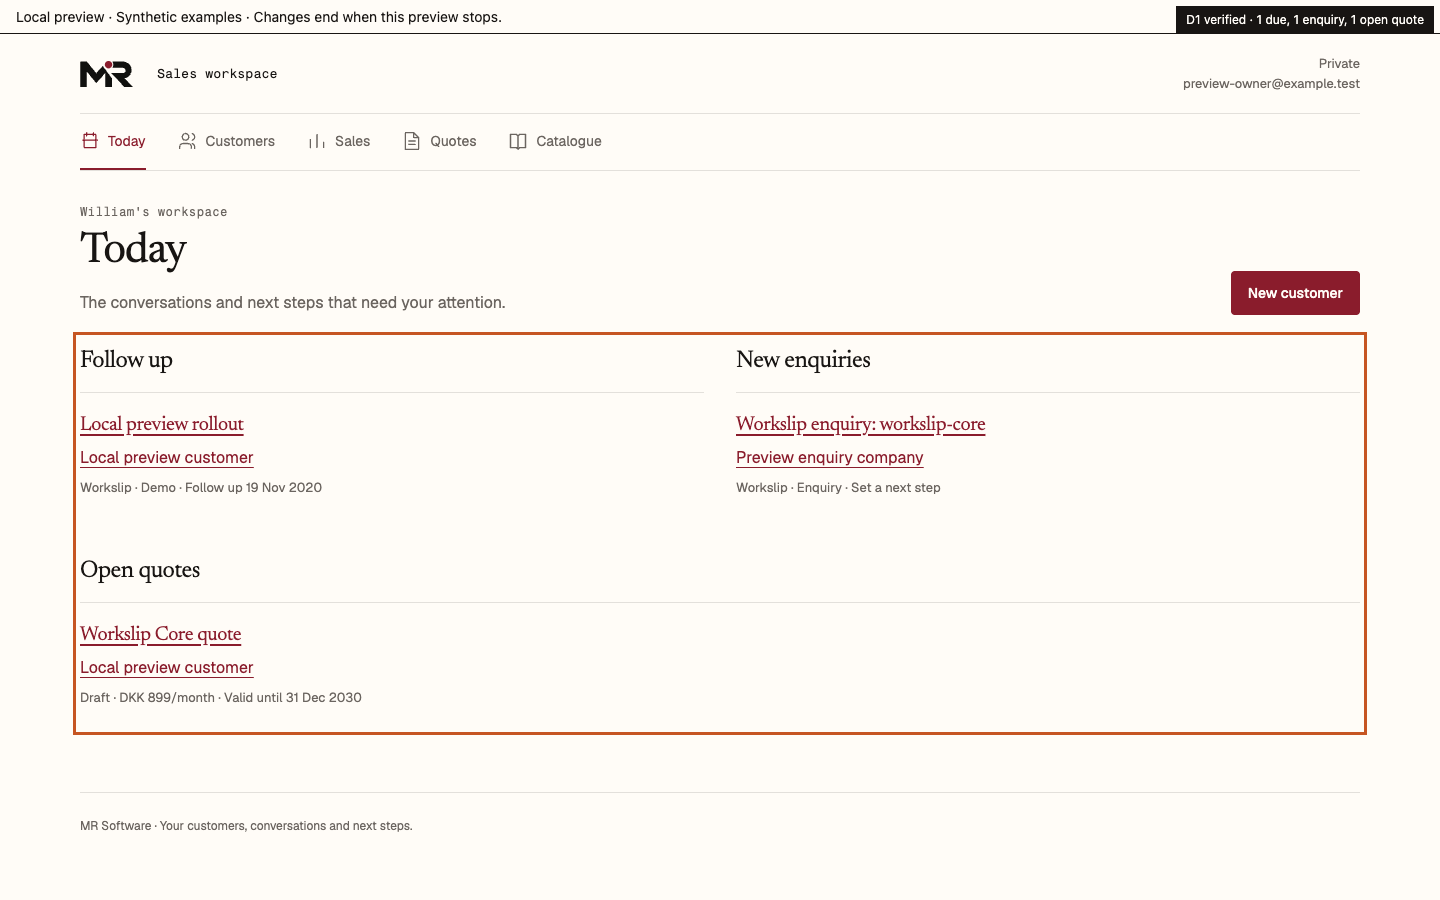 Local preview · Synthetic examples · Changes end when this preview stops.
D1 verified · 1 due, 1 enquiry, 1 open quote
MR
Sales workspace
Private
preview-owner@example.test
Today
Customers
Sales
Quotes
Catalogue
William's workspace
Today
The conversations and next steps that need your attention.
New customer
Follow up
Local preview rollout
Local preview customer
Workslip · Demo · Follow up 19 Nov 2020
New enquiries
Workslip enquiry: workslip-core
Preview enquiry company
Workslip · Enquiry · Set a next step
Open quotes
Workslip Core quote
Local preview customer
Draft · DKK 899/month · Valid until 31 Dec 2030
MR Software · Your customers, conversations and next steps.